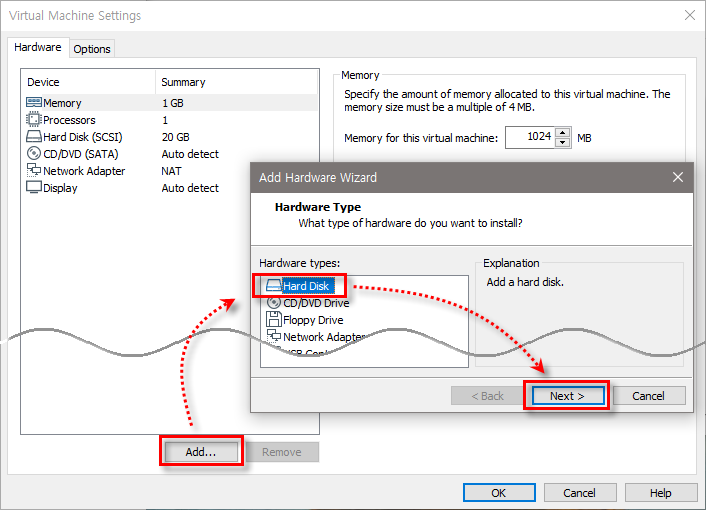 Virtual Machine Settings
Hardware
Options
Device Summary
Memory 1 GB
Processors 1
Hard Disk (SCSI) 20 GB
CD/DVD (SATA) Auto detect
Network Adapter NAT
Display Auto detect
Memory
Specify the amount of memory allocated to this virtual machine. The
memory size must be a multiple of 4 MB.
Memory for this virtual machine: 1024 MB
Add Hardware Wizard
Hardware Type
What type of hardware do you want to install?
Hardware types:
Hard Disk
CD/DVD Drive
Floppy Drive
Network Adapter
Explanation
Add a hard disk.
< Back
Next >
Cancel
Add...
Remove
OK
Cancel
Help